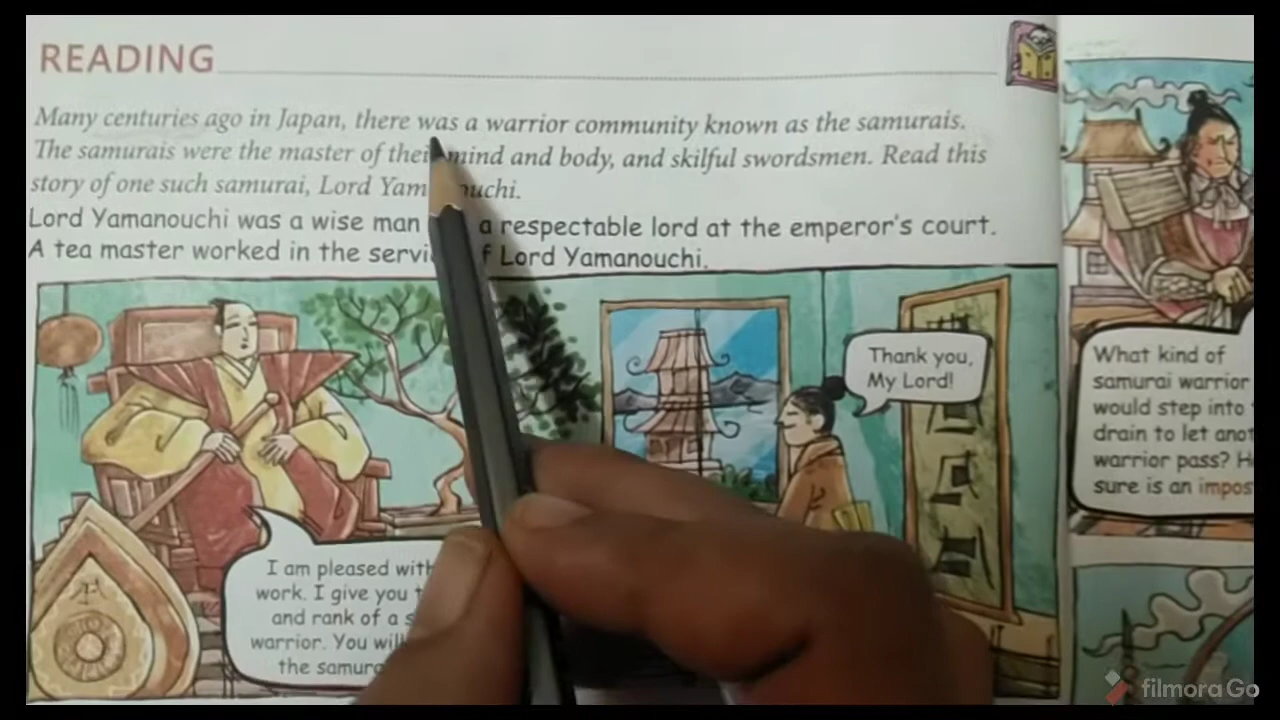 READING
Many centuries ago in Japan, there was a warrior community known as the samurais.
The samurais were the master of their mind and body, and skilful swordsmen. Read this
story of one such samurai, Lord Yamanouchi.
Lord Yamanouchi was a wise man a respectable lord at the emperor's court.
A tea master worked in the service of Lord Yamanouchi.
Thank you,
My Lord!
I am pleased with
work. I give you
and rank of a
warrior. You will
the
What kind of
samurai warrior
would step into
drain to let
warrior pass?
sure is an
filmoraGo